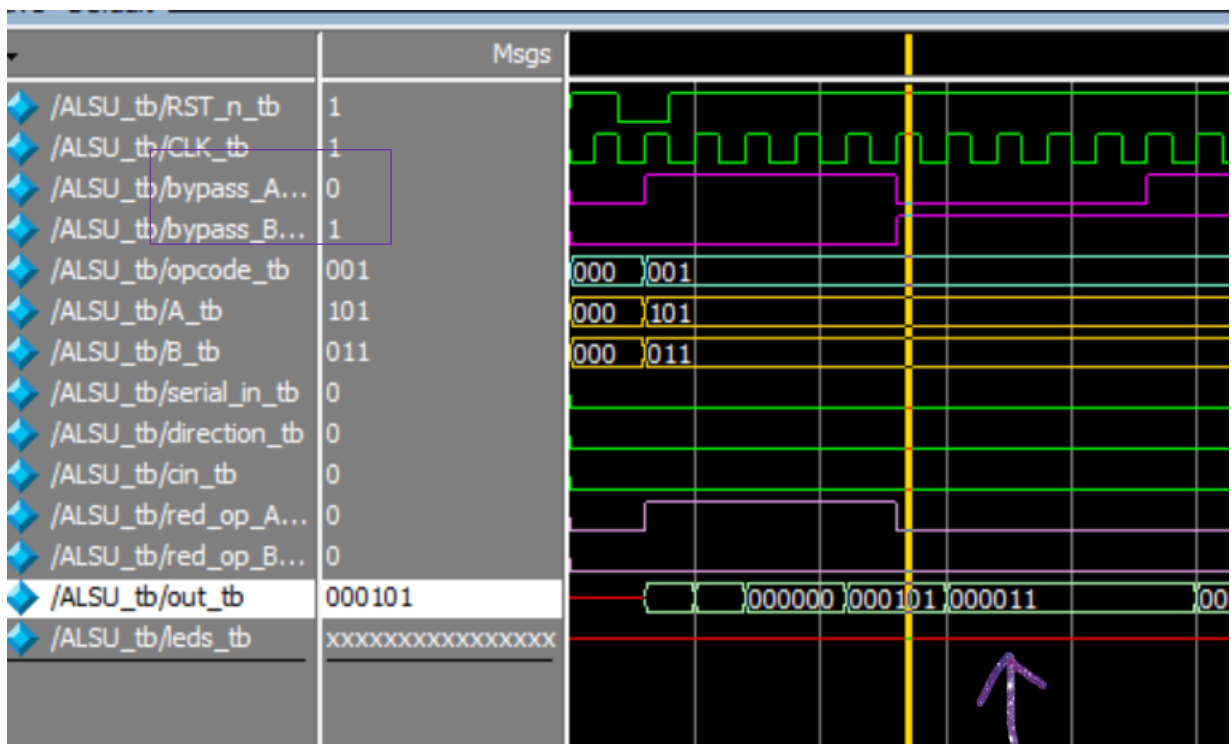 Msgs
/ALSU_tb/RST_n_tb 1
/ALSU_tb/CLK_tb 1
/ALSU_tb/bypass_A... 0
/ALSU_tb/bypass_B... 1
/ALSU_tb/opcode_tb 001 000 001
/ALSU_tb/A_tb 101 000 101
/ALSU_tb/B_tb 011 000 011
/ALSU_tb/serial_in_tb 0
/ALSU_tb/direction_tb 0
/ALSU_tb/cin_tb 0
/ALSU_tb/red_op_A... 0
/ALSU_tb/red_op_B... 0
/ALSU_tb/out_tb 000101 000000 000101 000011 00
/ALSU_tb/leds_tb xxxxxxxxxxxxxxxx